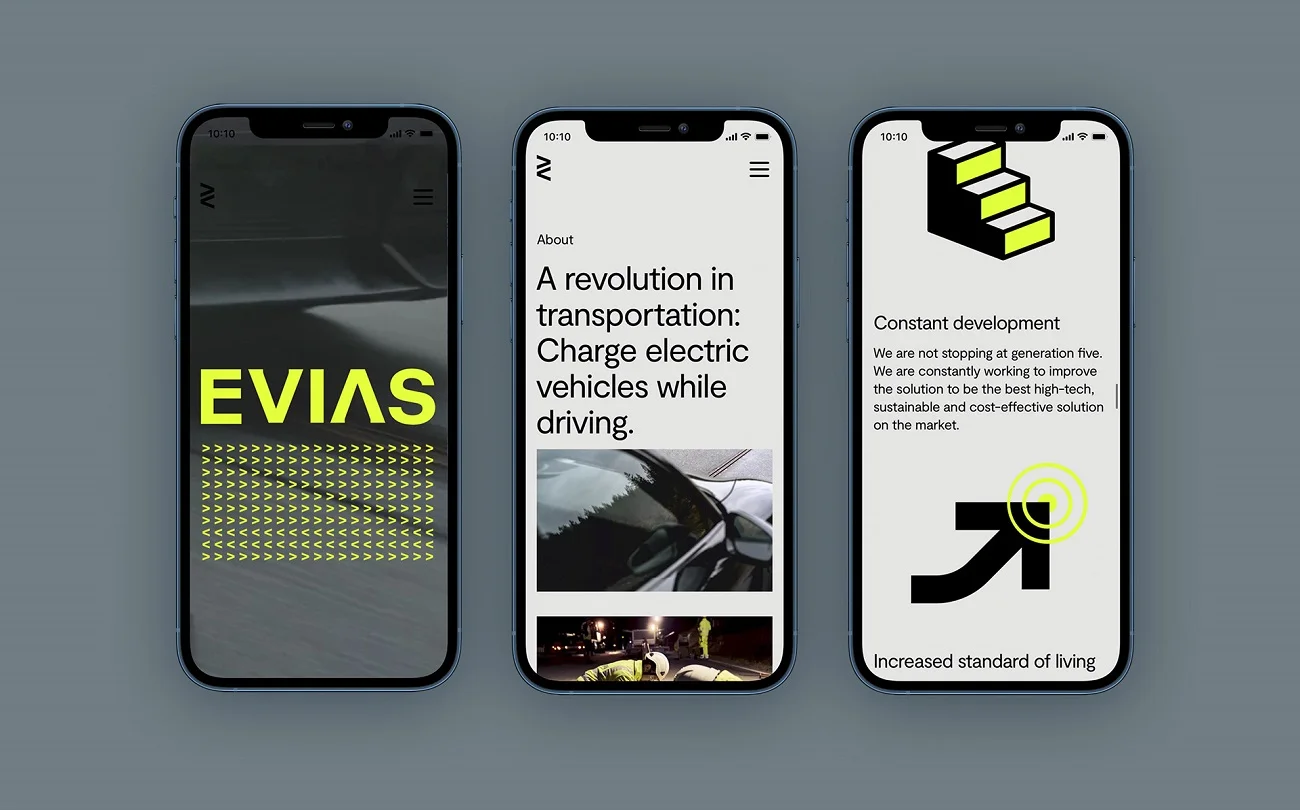 10:10
EVIAS
10:10
About
A revolution in
transportation:
Charge electric
vehicles while
driving.
10:10
Constant development
We are not stopping at generation five.
We are constantly working to improve
the solution to be the best high-tech,
sustainable and cost-effective solution
on the market.
Increased standard of living